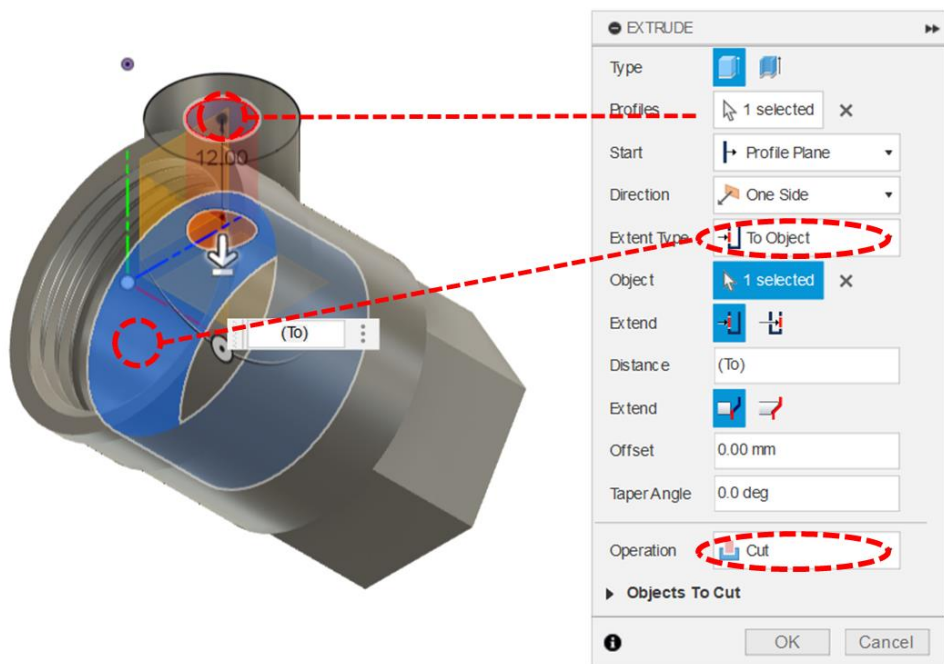 EXTRUDE
Type
Profiles 1 selected
Start Profile Plane
Direction One Side
Extent Type To Object
Object 1 selected
Extend
Distance (To)
Extend
Offset 0.00 mm
Taper Angle 0.0 deg
Operation Cut
Objects To Cut
OK Cancel
12.00
(To)